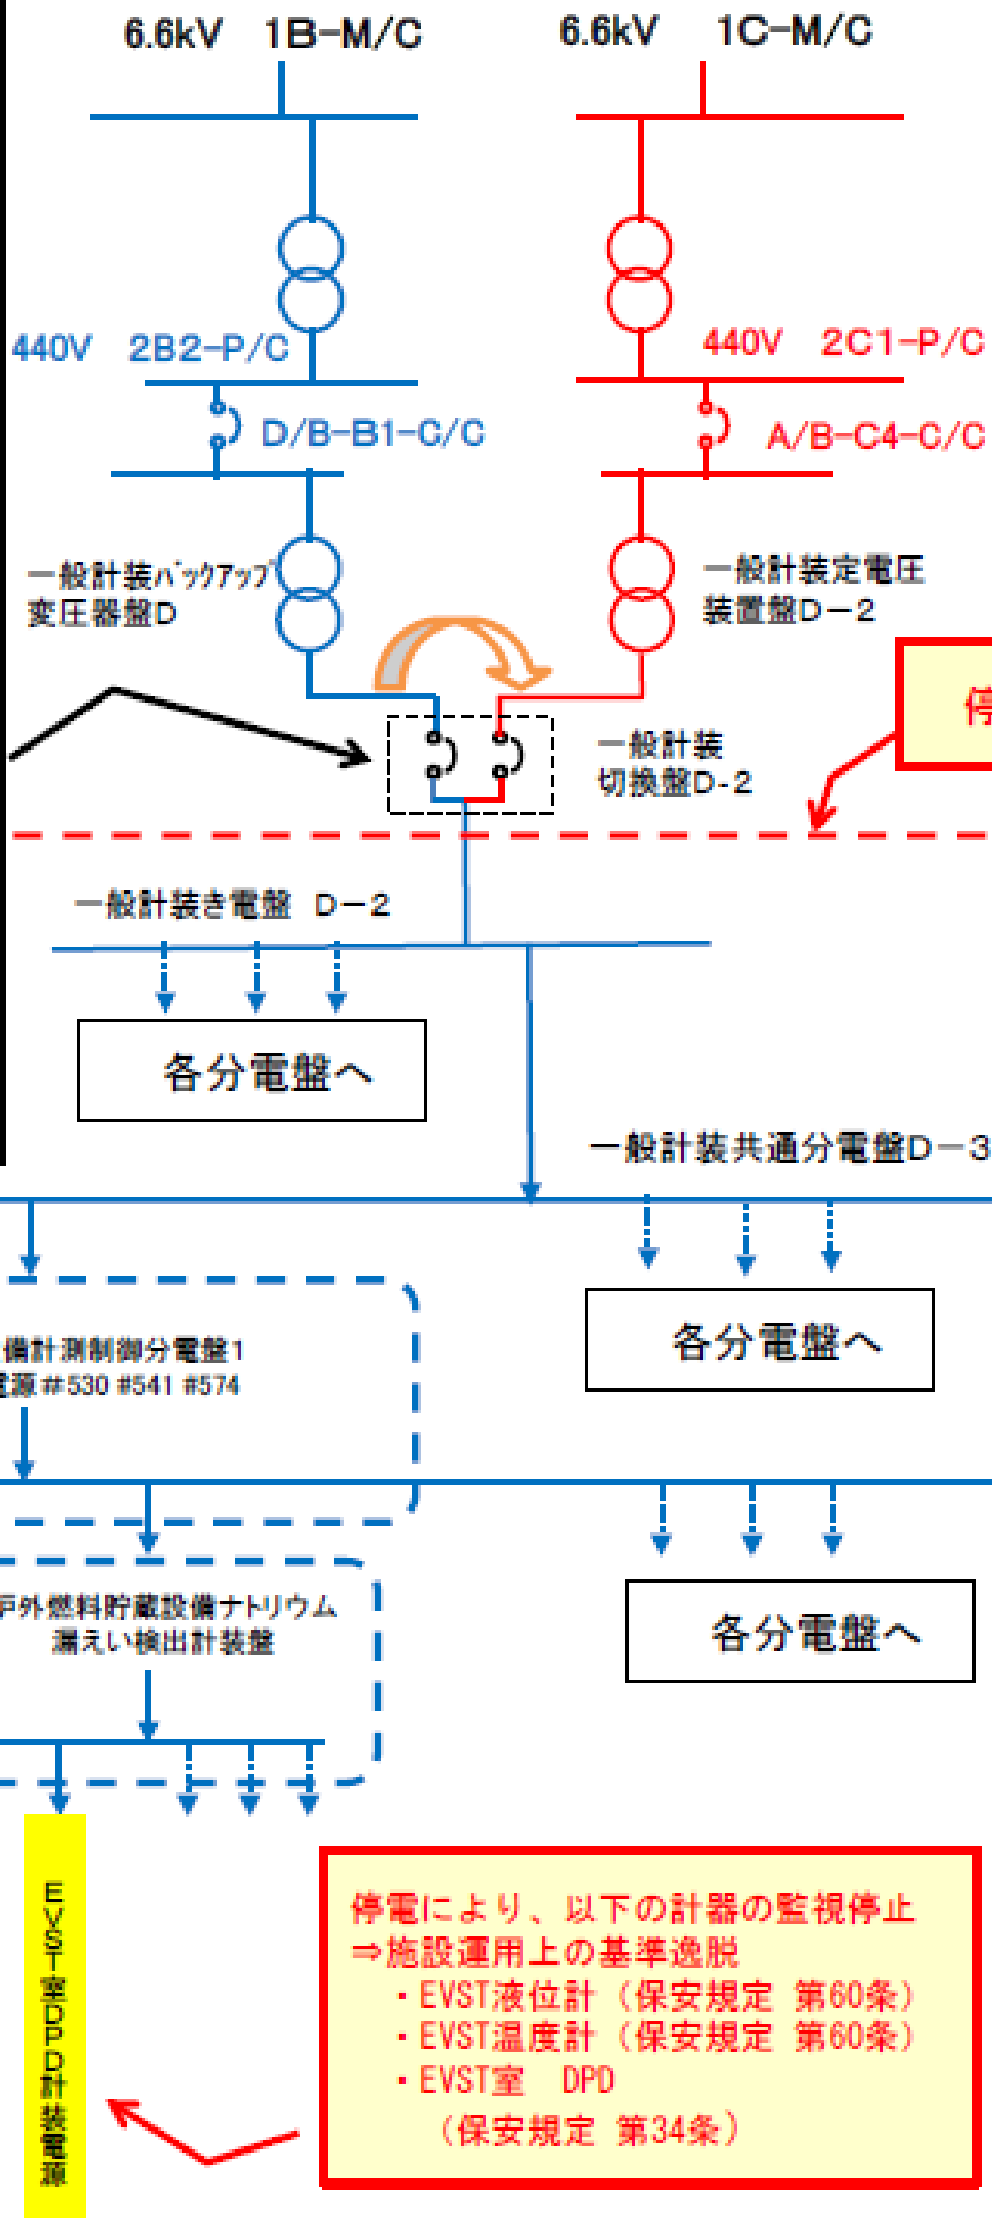 6.6kV 1B-M/C
6.6kV 1C-M/C
440V 2B2-P/C
440V 2C1-P/C
D/B-B1-C/C
A/B-C4-C/C
一般計装バックアップ
変圧器盤D
一般計装定電圧
装置盤D-2
停
一般計装
切換盤D-2
一般計装き電盤 D-2
各分電盤へ
一般計装共通分電盤D-3
各分電盤へ
備計測制御分電盤1
電源#530 #541 #574
炉外燃料貯蔵設備ナトリウム
漏えい検出計装盤
各分電盤へ
EVST室DPD計装電源
停電により、以下の計器の監視停止
⇒施設運用上の基準逸脱
・EVST液位計（保安規定 第60条）
・EVST温度計（保安規定 第60条）
・EVST室 DPD
（保安規定 第34条）